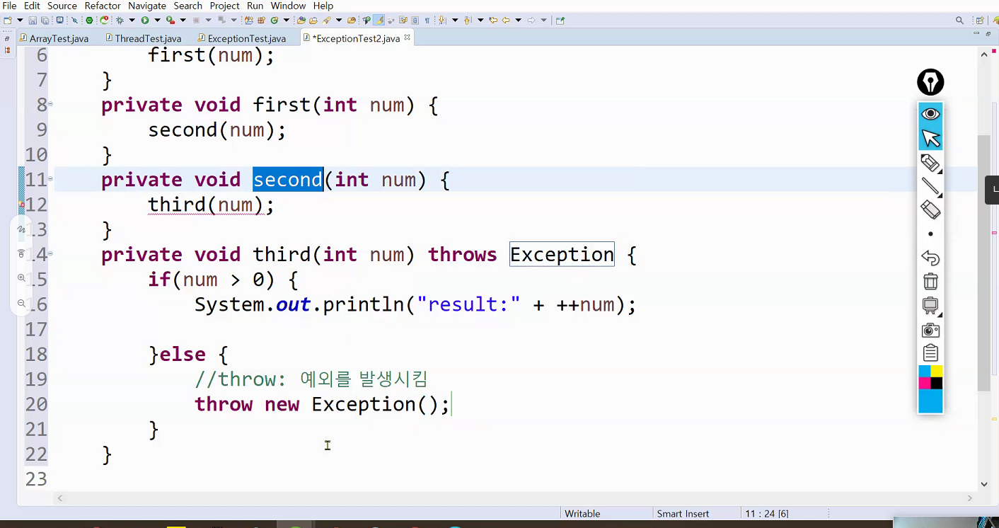 File Edit Source Refactor Navigate Search Project Run Window Help
ArrayTest.java ThreadTest.java ExceptionTest.java *ExceptionTest2.java
6 first(num);
7 }
8 private void first(int num) {
9 second(num);
10 }
11 private void second(int num) {
12 third(num);
13 }
14 private void third(int num) throws Exception {
15 if(num > 0) {
16 System.out.println("result:" + ++num);
17
18 }else {
19 //throw: 예외를 발생시킴
20 throw new Exception();
21 }
22 }
23
Writable Smart Insert 11 : 24 [6]